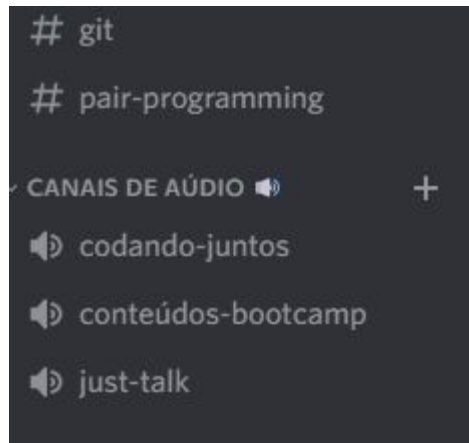 # git
# pair-programming
CANAIS DE AÚDIO 🔊 +
codando-juntos
conteúdos-bootcamp
just-talk